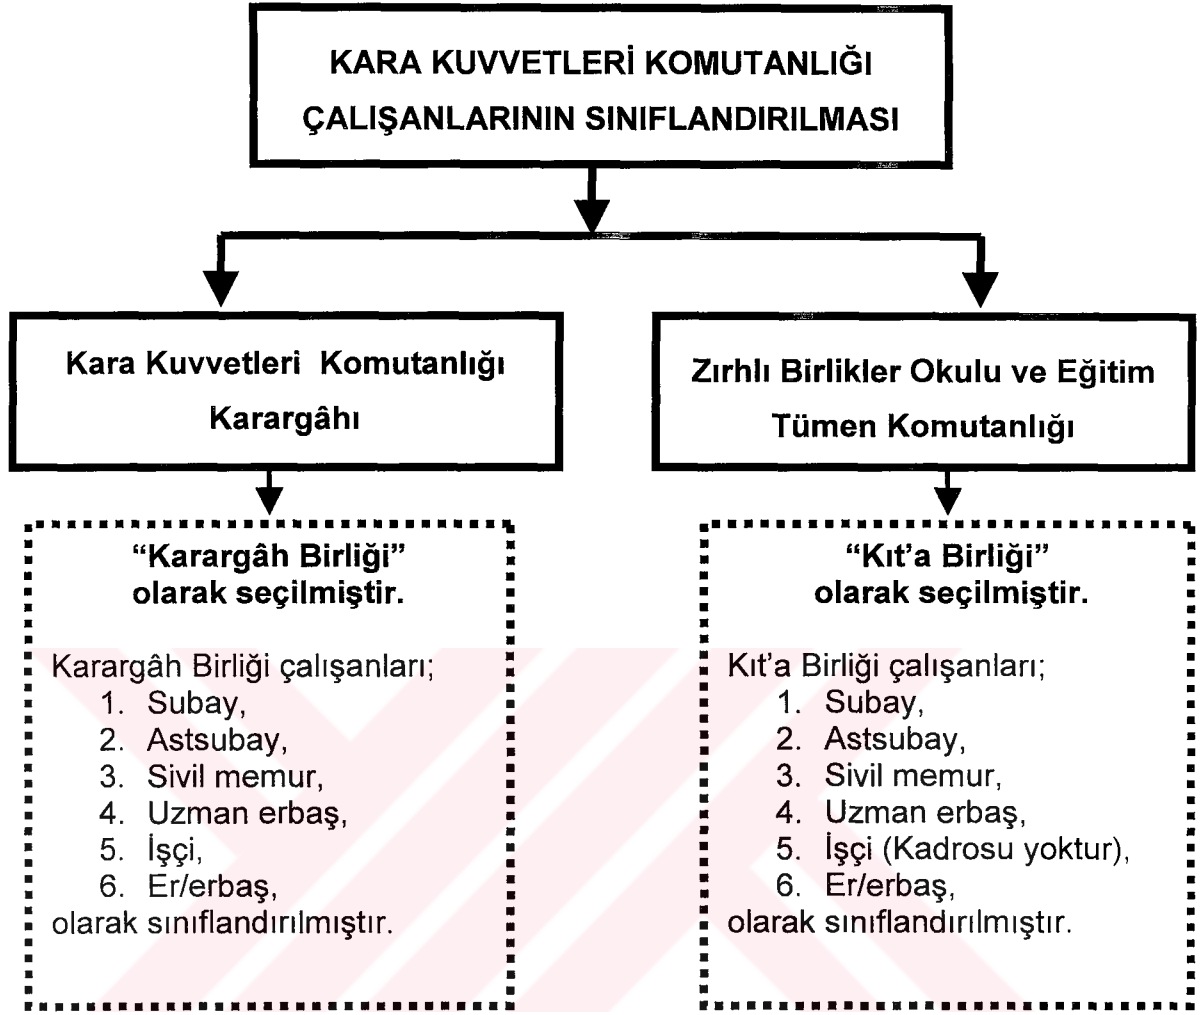 KARA KUVVETLERİ KOMUTANLIĞI
ÇALIŞANLARININ SINIFLANDIRILMASI
Kara Kuvvetleri Komutanlığı
Karargâhı
Zırhlı Birlikler Okulu ve Eğitim
Tümen Komutanlığı
“Karargâh Birliği”
olarak seçilmiştir.
Karargâh Birliği çalışanları;
1. Subay,
2. Astsubay,
3. Sivil memur,
4. Uzman erbaş,
5. İşçi,
6. Er/erbaş,
olarak sınıflandırılmıştır.
“Kıt’a Birliği”
olarak seçilmiştir.
Kıt’a Birliği çalışanları;
1. Subay,
2. Astsubay,
3. Sivil memur,
4. Uzman erbaş,
5. İşçi (Kadrosu yoktur),
6. Er/erbaş,
olarak sınıflandırılmıştır.